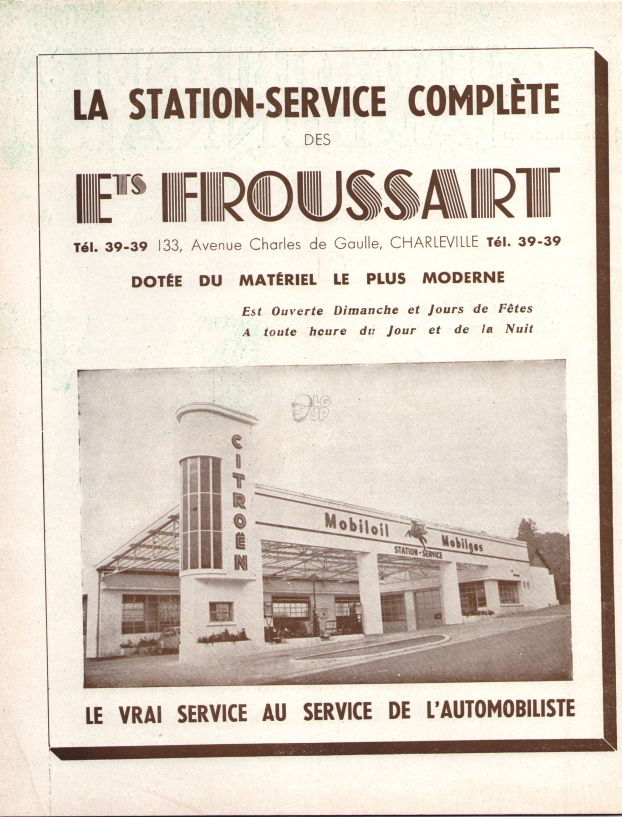 LA STATION-SERVICE COMPLÈTE
DES
ETS FROUSSART
Tél. 39-39 133, Avenue Charles de Gaulle, CHARLEVILLE Tél. 39-39
DOTÉE DU MATÉRIEL LE PLUS MODERNE
Est Ouverte Dimanche et Jours de Fêtes
A toute heure du Jour et de la Nuit
LG
JP
CITROËN
Mobiloil Mobilgas
STATION-SERVICE
LE VRAI SERVICE AU SERVICE DE L'AUTOMOBILISTE